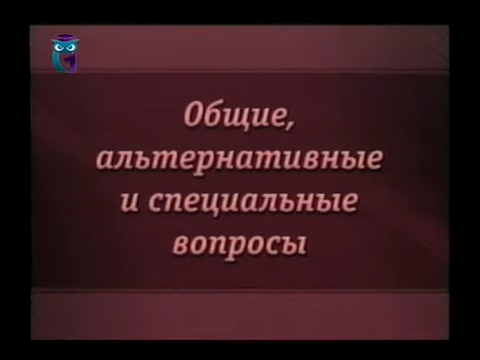 Общие,
альтернативные
и специальные
вопросы